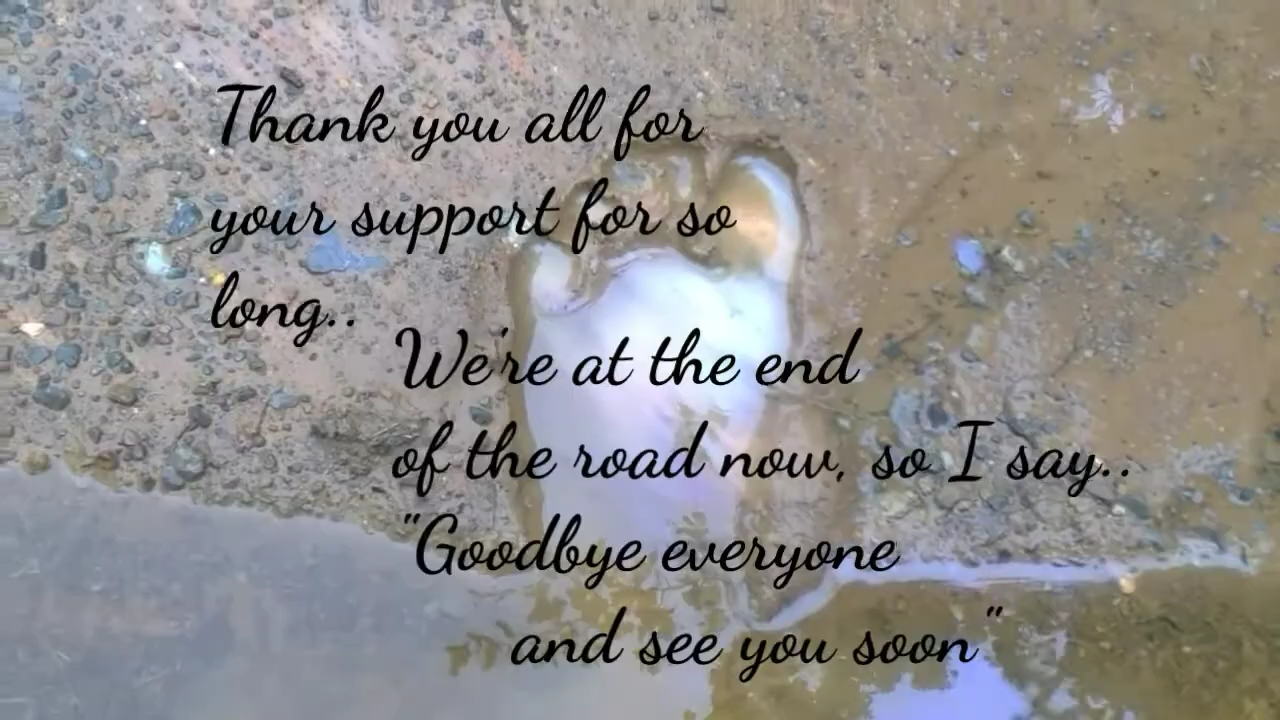 Thank you all for
your support for so
long..
We're at the end
of the road now, so I say..
"Goodbye everyone
and see you soon"